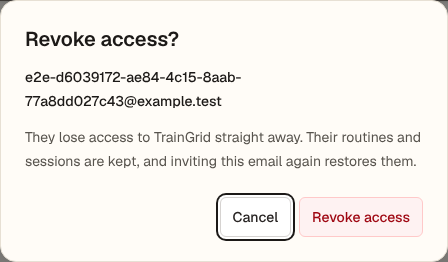 Revoke access?
e2e-d6039172-ae84-4c15-8aab-
77a8dd027c43@example.test
They lose access to TrainGrid straight away. Their routines and
sessions are kept, and inviting this email again restores them.
Cancel
Revoke access